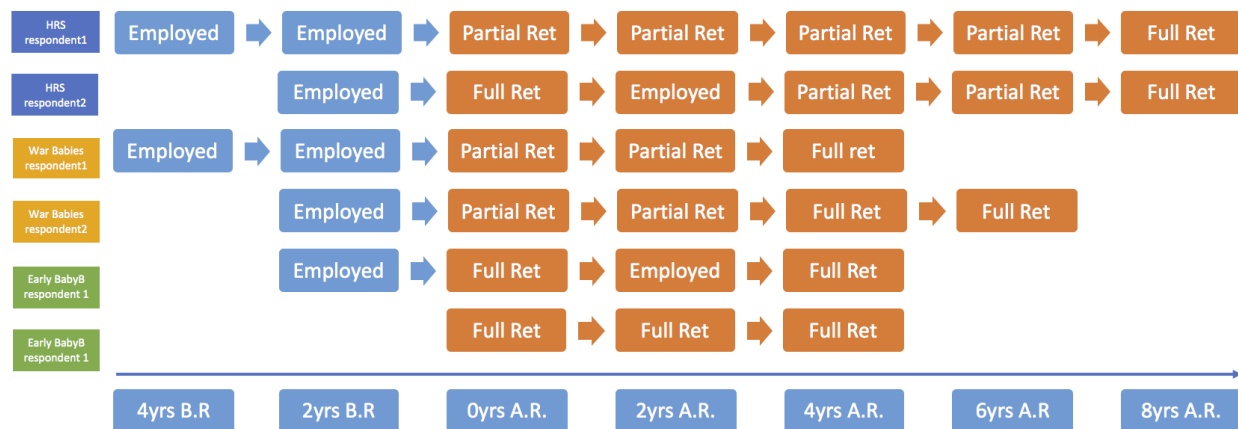 HRS
respondent1
Employed
Employed
Partial Ret
Partial Ret
Partial Ret
Partial Ret
Full Ret
HRS
respondent2
Employed
Full Ret
Employed
Partial Ret
Partial Ret
Full Ret
War Babies
respondent1
Employed
Employed
Partial Ret
Partial Ret
Full ret
War Babies
respondent2
Employed
Partial Ret
Partial Ret
Full Ret
Full Ret
Early BabyB
respondent 1
Employed
Full Ret
Employed
Full Ret
Early BabyB
respondent 1
Full Ret
Full Ret
Full Ret
4yrs B.R
2yrs B.R
0yrs A.R.
2yrs A.R.
4yrs A.R.
6yrs A.R
8yrs A.R.